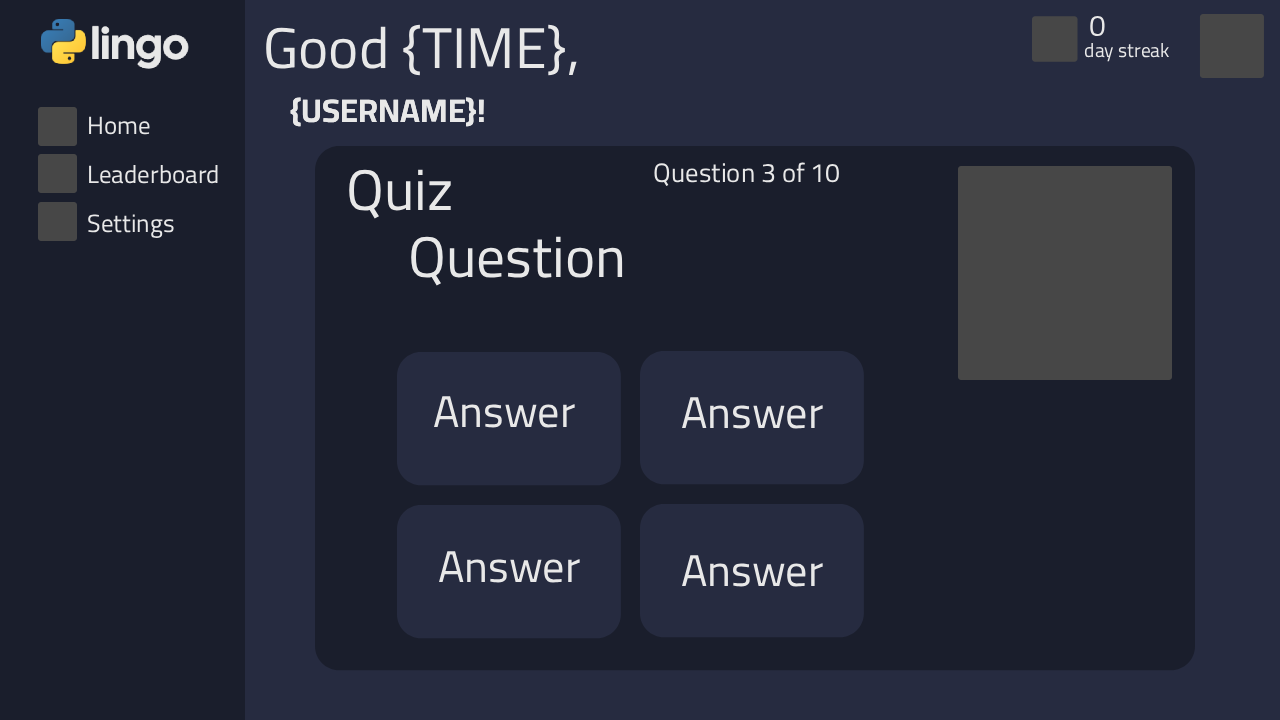 lingo
Home
Leaderboard
Settings
Good {TIME},
{USERNAME}!
0
day streak
Quiz
Question
Question 3 of 10
Answer
Answer
Answer
Answer